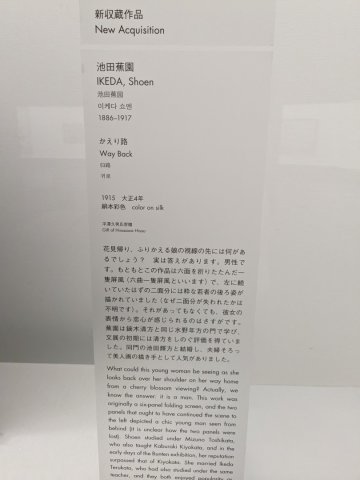 新収蔵作品
New Acquisition
池田蕉園
IKEDA, Shoen
池田蕉園
이케다 쇼엔
1886–1917
かえり路
Way Back
归路
귀로
1915 大正4年
絹本彩色 color on silk
Gift of
花見帰り、ふりかえる娘の視線の先には何があ
るでしょう? 実は答えがあります。男性で
す。もともとこの作品は六面を折りたたんだ一
隻屏風（六曲一隻屏風といいます）で、左に続
いていたはずの二面分には粋な若者の後ろ姿が
描かれていました（なぜ二面分が失われたかは
不明です）。それがあってもなくても、彼女の
表情から恋心が感じられるのはさすがです。
蕉園は鏑木清方と同じ水野年方の門で学び、
文展の初期には清方をしのぐ評価を得ていま
した。同門の池田輝方と結婚し、夫婦そろっ
て美人画の描き手として人気がありました。
What could this young woman be seeing as she
looks back over her shoulder on her way home
from a cherry blossom viewing? Actually, we
know the answer: it is a man. This work was
originally a six-panel folding screen, and the two
panels that ought to have continued the scene to
the left depicted a chic young man seen from
behind (it is unclear how the two panels were
lost). Shoen studied under Mizuno Toshikata,
who also taught Kaburaki Kiyokata, and in the
early days of the Bunten exhibition, her reputation
surpassed that of Kiyokata. She married Ikeda
Terukata, who had also studied under the same
teacher, and they both enjoyed popularity as